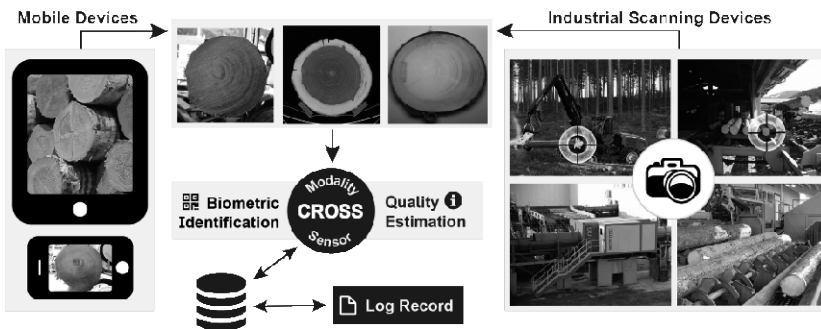 Mobile Devices
Industrial Scanning Devices
Biometric
Identification
Modality
CROSS
Sensor
Quality
Estimation
Log Record